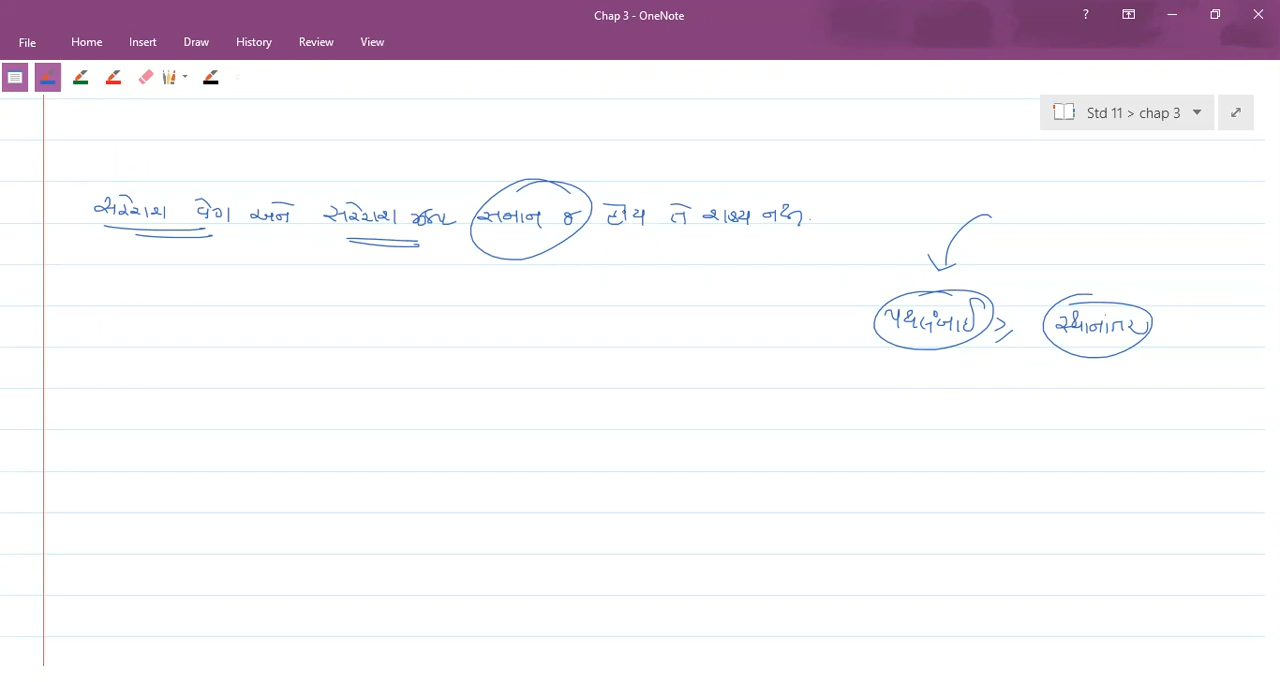 Chap 3 - OneNote
?
File Home Insert Draw History Review View
Std 11 > chap 3
સરેરાશ વેગ અને સરેરાશ ઝડપ સમાન જ હોય તે શક્ય નથી.
પથલંબાઈ ≥ સ્થાનાંતર